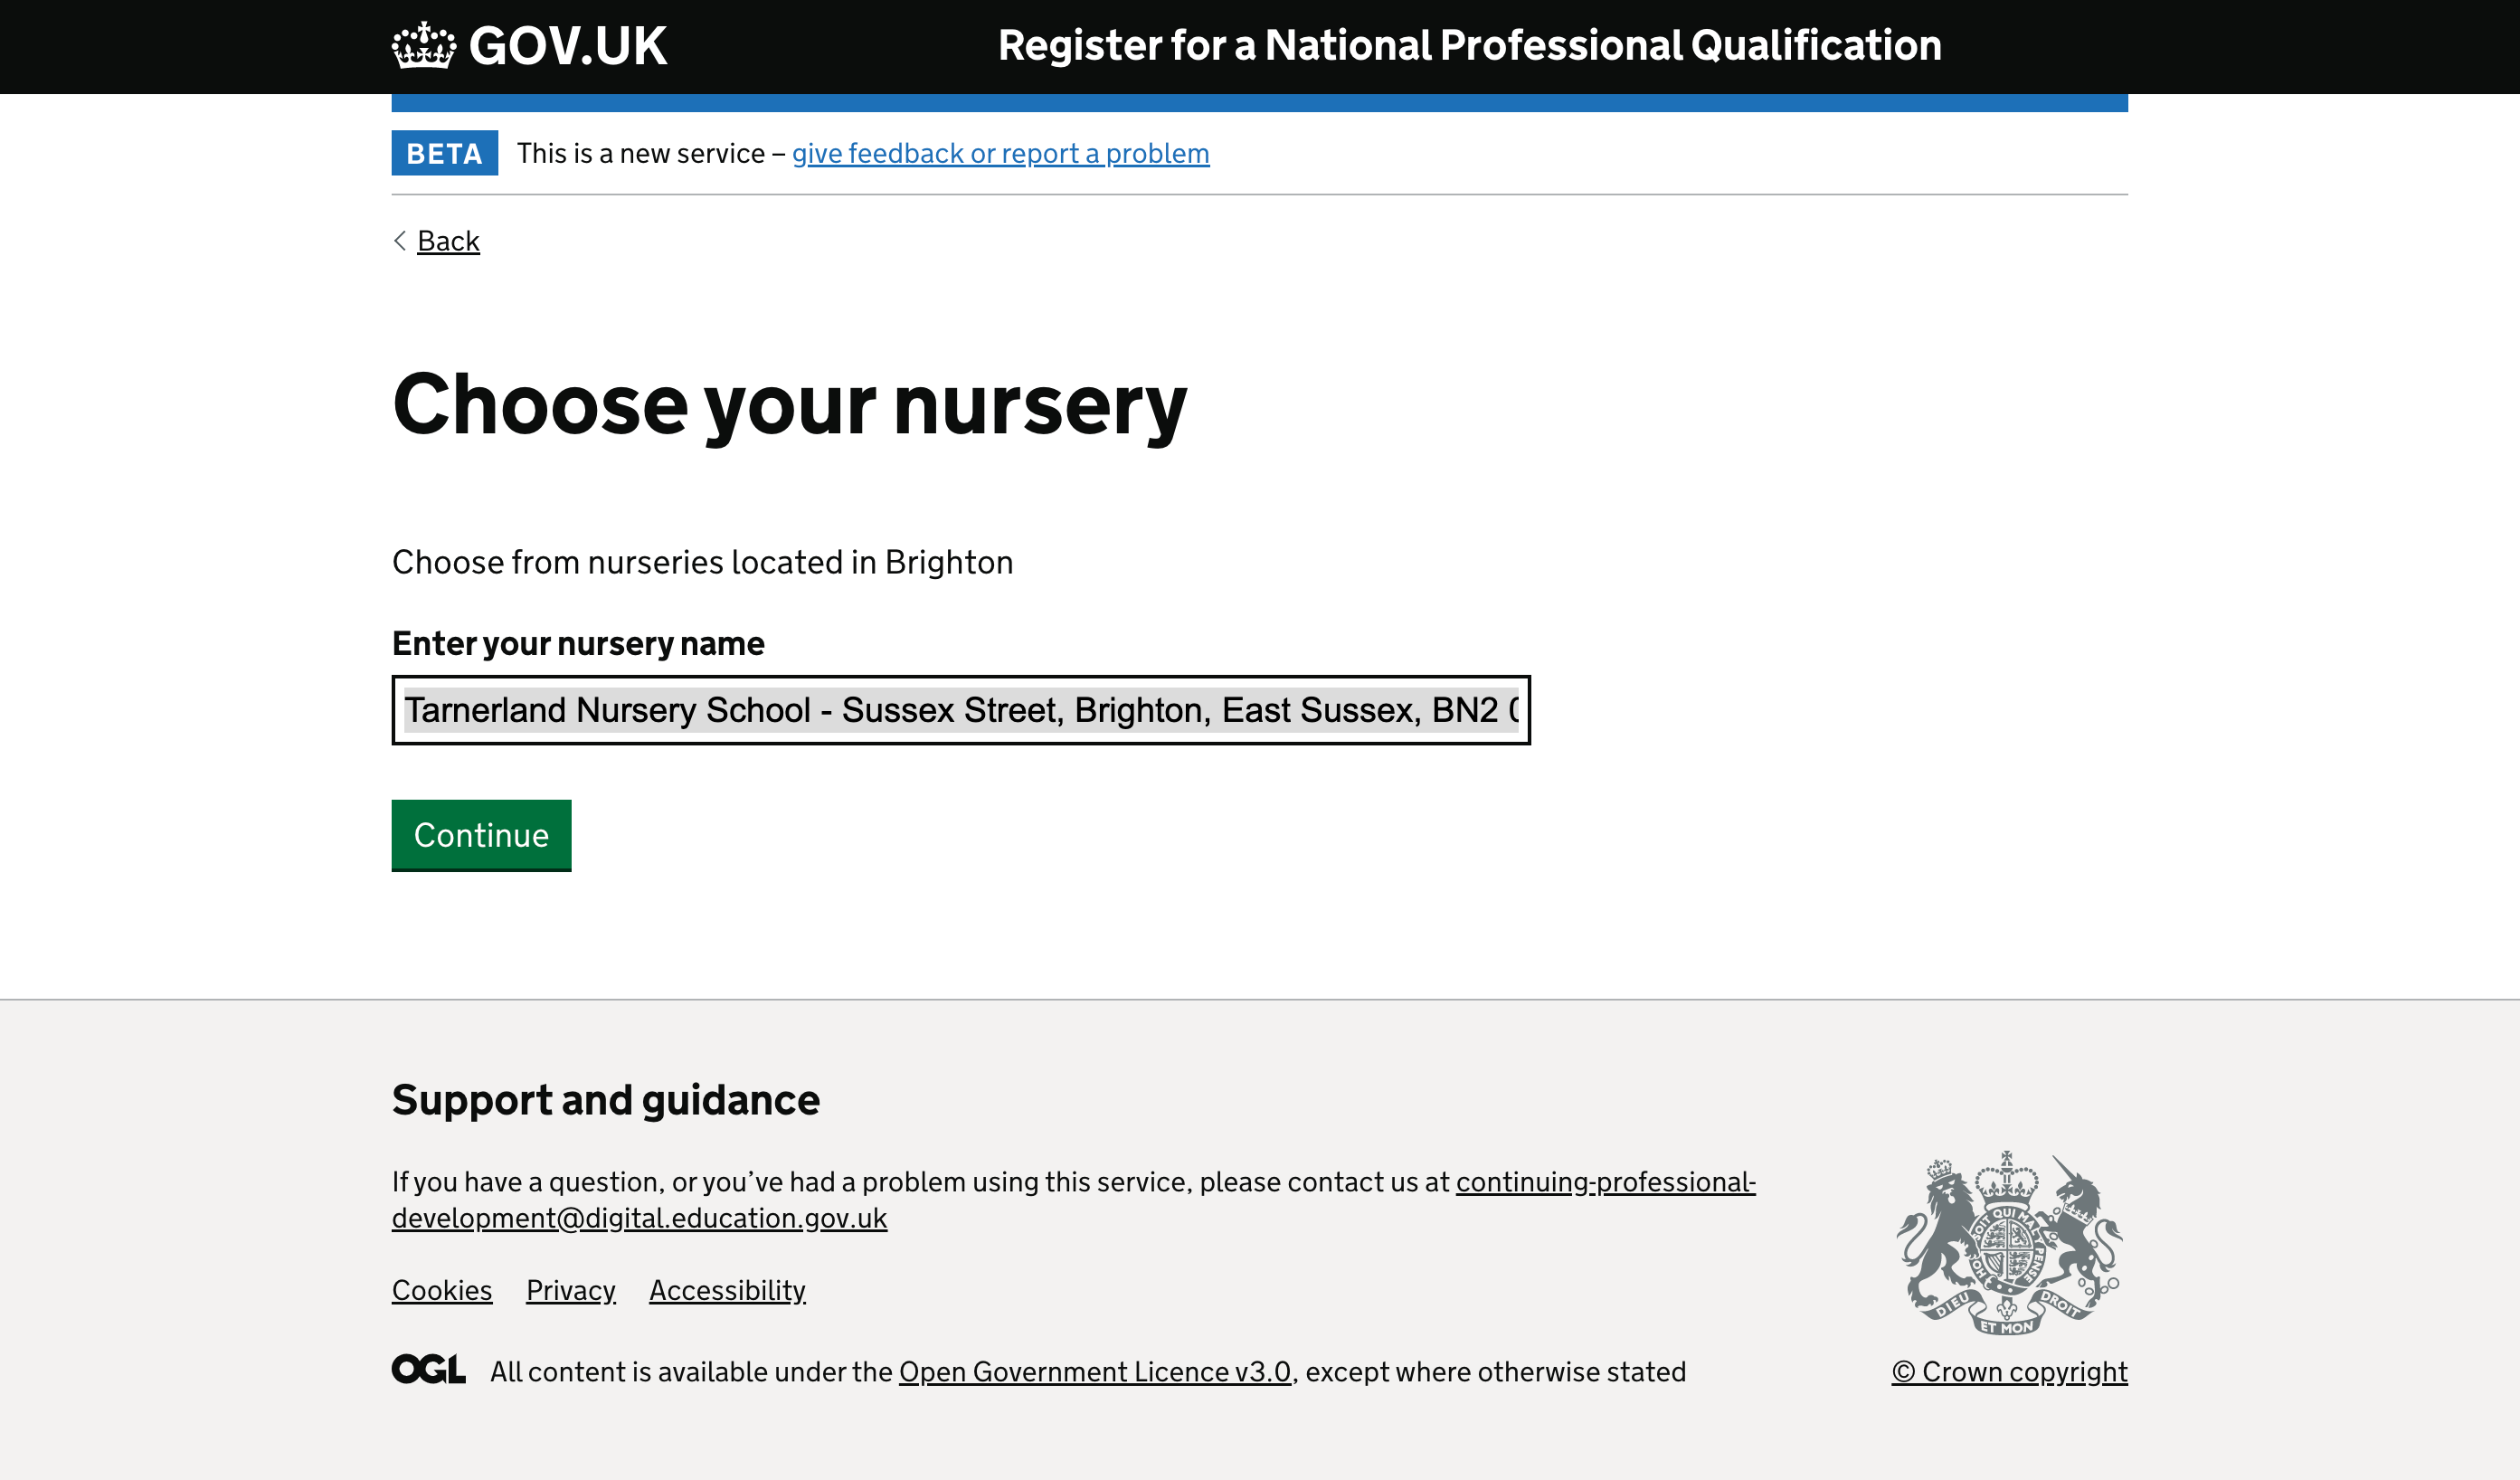 GOV.UK
Register for a National Professional Qualification
BETA This is a new service – give feedback or report a problem
Back
Choose your nursery
Choose from nurseries located in Brighton
Enter your nursery name
Tarnerland Nursery School - Sussex Street, Brighton, East Sussex, BN2
Continue
Support and guidance
If you have a question, or you’ve had a problem using this service, please contact us at continuing-professional-
development@digital.education.gov.uk
Cookies Privacy Accessibility
DIEU ET MON DROIT
OGL All content is available under the Open Government Licence v3.0, except where otherwise stated
© Crown copyright